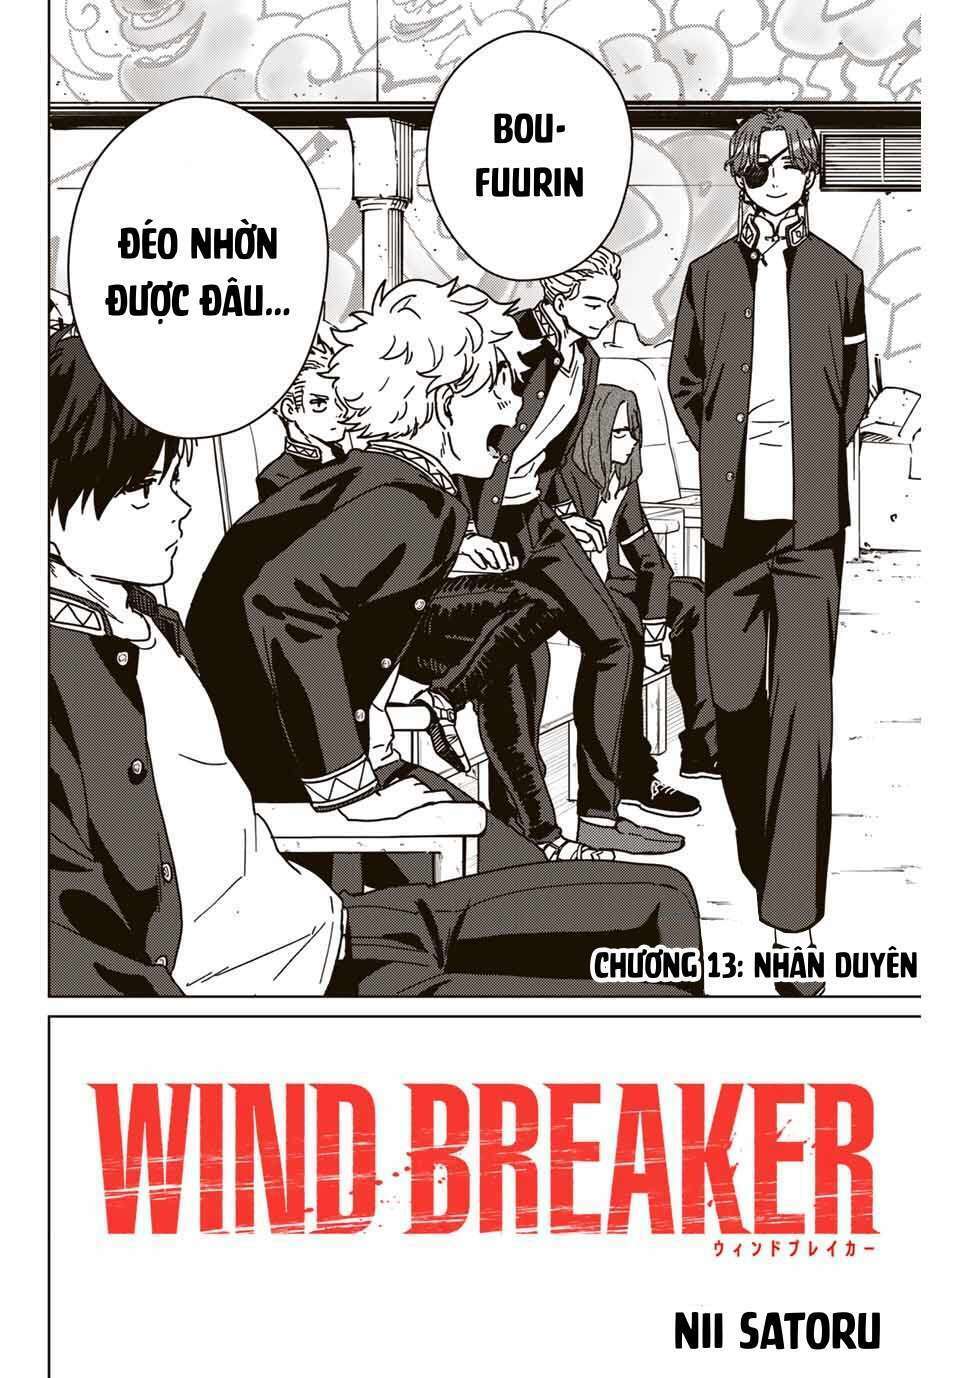 BOU-
FUURIN
ĐÉO NHỜN
ĐƯỢC ĐÂU...
CHƯƠNG 13: NHÂN DUYÊN
WIND BREAKER
ウィンドブレイカー
NII SATORU